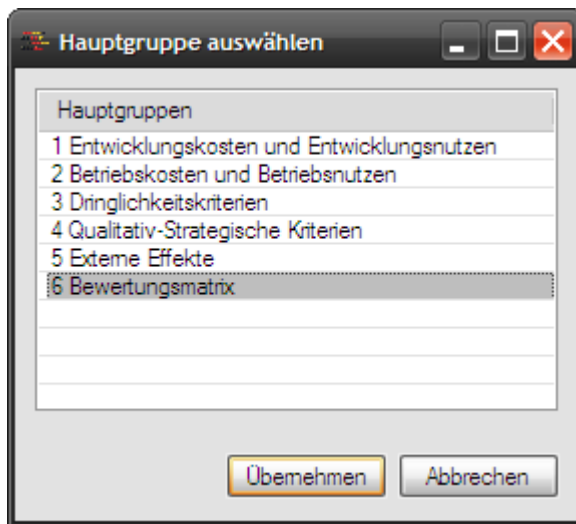 Hauptgruppe auswählen
Hauptgruppen
1 Entwicklungskosten und Entwicklungsnutzen
2 Betriebskosten und Betriebsnutzen
3 Dringlichkeitskriterien
4 Qualitativ-Strategische Kriterien
5 Externe Effekte
6 Bewertungsmatrix
Übernehmen Abbrechen